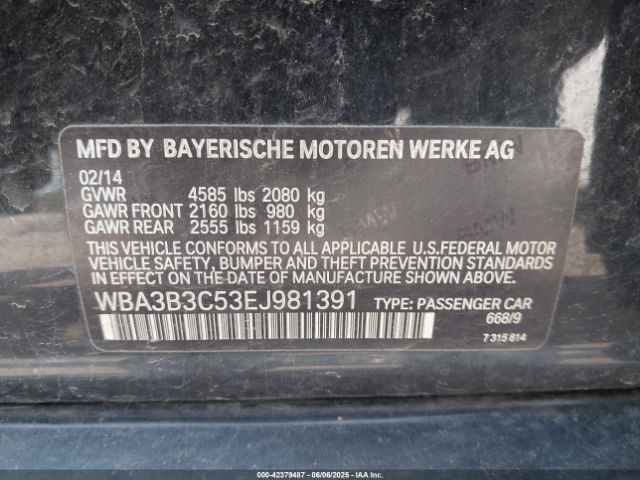 MFD BY BAYERISCHE MOTOREN WERKE AG
02/14
GVWR 4585 lbs 2080 kg
GAWR FRONT 2160 lbs 980 kg
GAWR REAR 2555 lbs 1159 kg
THIS VEHICLE CONFORMS TO ALL APPLICABLE U.S.FEDERAL MOTOR
VEHICLE SAFETY, BUMPER AND THEFT PREVENTION STANDARDS
IN EFFECT ON THE DATE OF MANUFACTURE SHOWN ABOVE.
WBA3B3C53EJ981391 TYPE: PASSENGER CAR
668/9
7 315 814
00-42379487 - 06/06/2025 - IAA Inc.